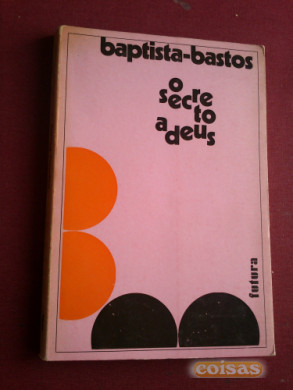 baptista-bastos
o
secre
to
adeus
futura
coisas